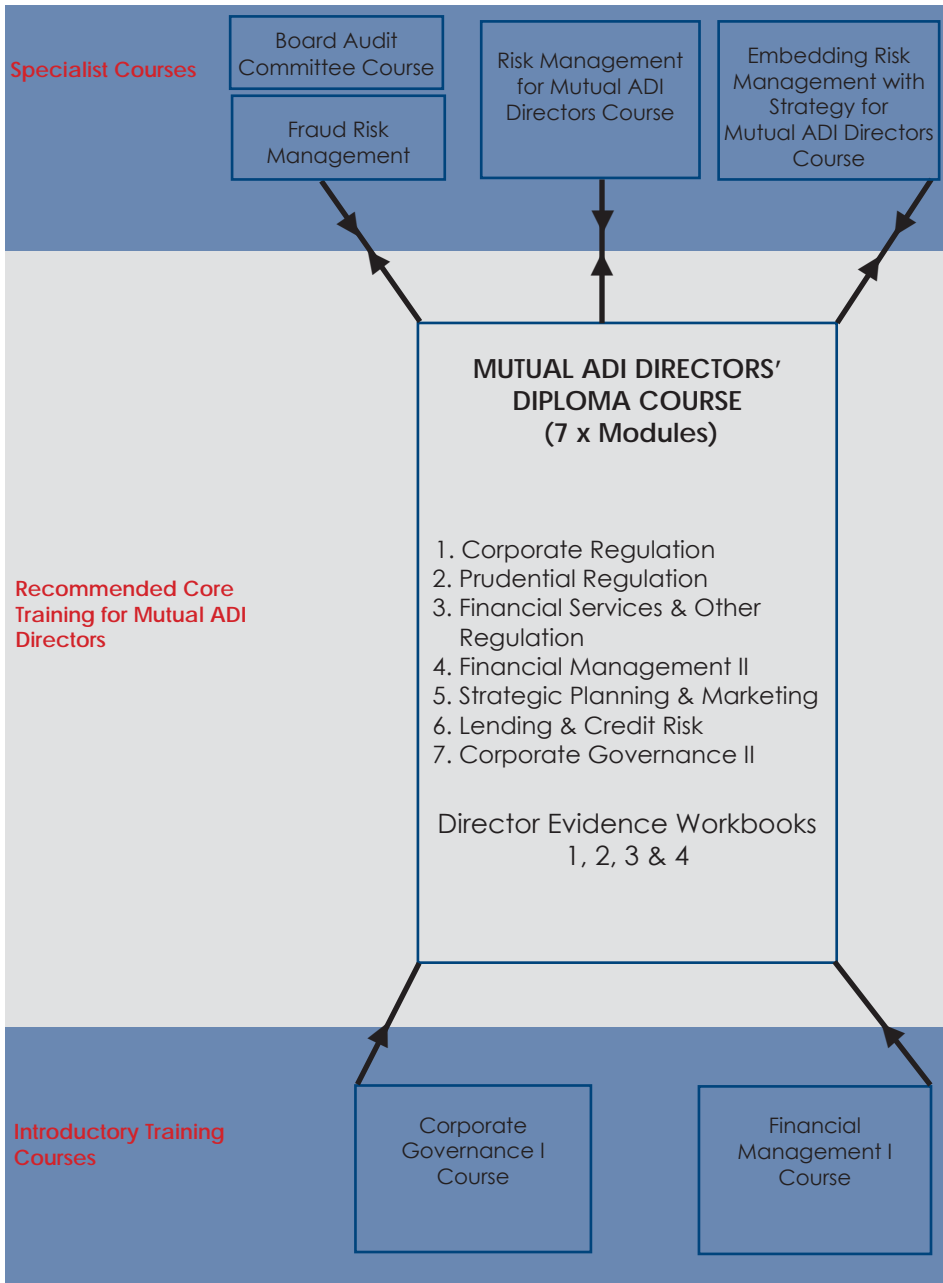 Specialist Courses
Board Audit
Committee Course
Fraud Risk
Management
Risk Management
for Mutual ADI
Directors Course
Embedding Risk
Management with
Strategy for
Mutual ADI Directors
Course
Recommended Core
Training for Mutual ADI
Directors
MUTUAL ADI DIRECTORS’
DIPLOMA COURSE
(7 x Modules)
1. Corporate Regulation
2. Prudential Regulation
3. Financial Services & Other
Regulation
4. Financial Management II
5. Strategic Planning & Marketing
6. Lending & Credit Risk
7. Corporate Governance II
Director Evidence Workbooks
1, 2, 3 & 4
Introductory Training
Courses
Corporate
Governance I
Course
Financial
Management I
Course